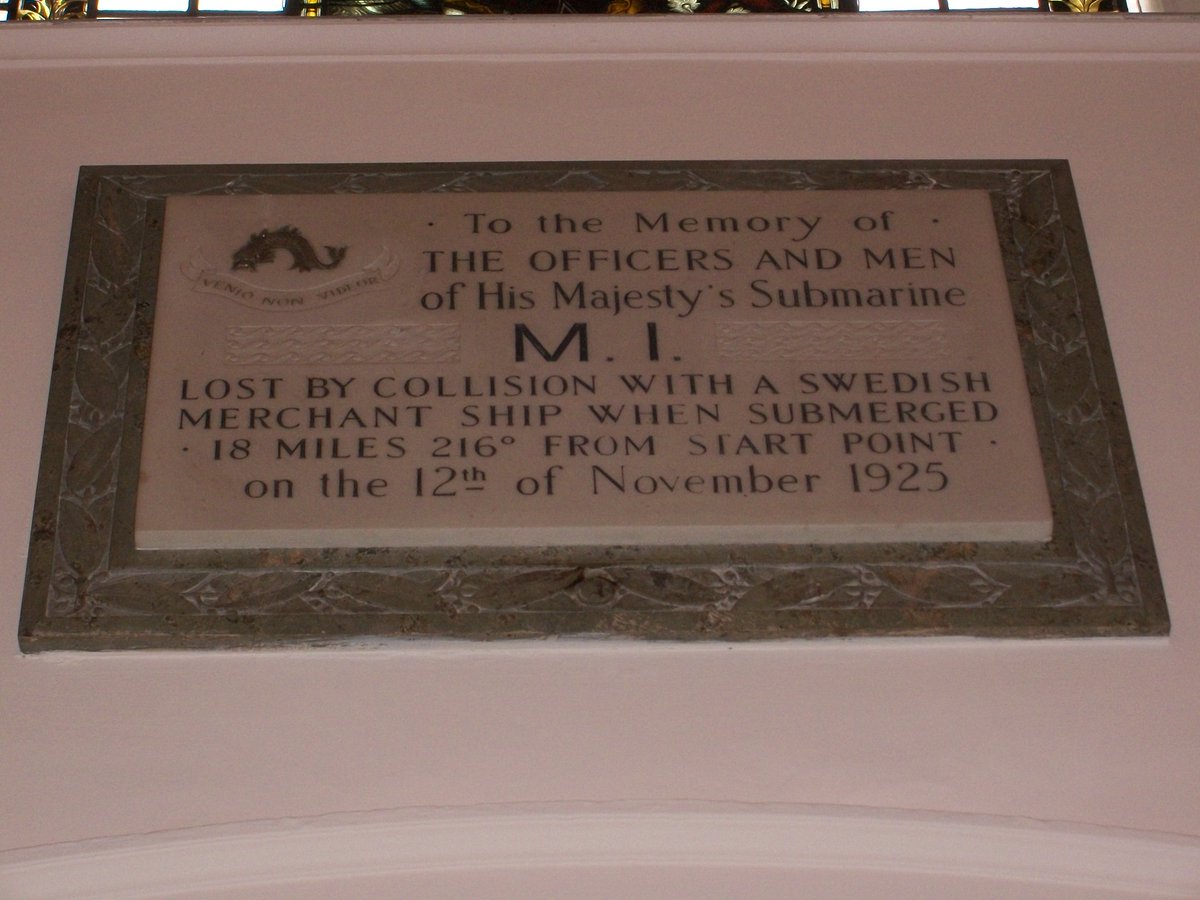 VENIO NON VIDEOR
· To the Memory of ·
THE OFFICERS AND MEN
of His Majesty's Submarine
M.I.
LOST BY COLLISION WITH A SWEDISH
MERCHANT SHIP WHEN SUBMERGED
· 18 MILES 216° FROM START POINT ·
on the 12th of November 1925